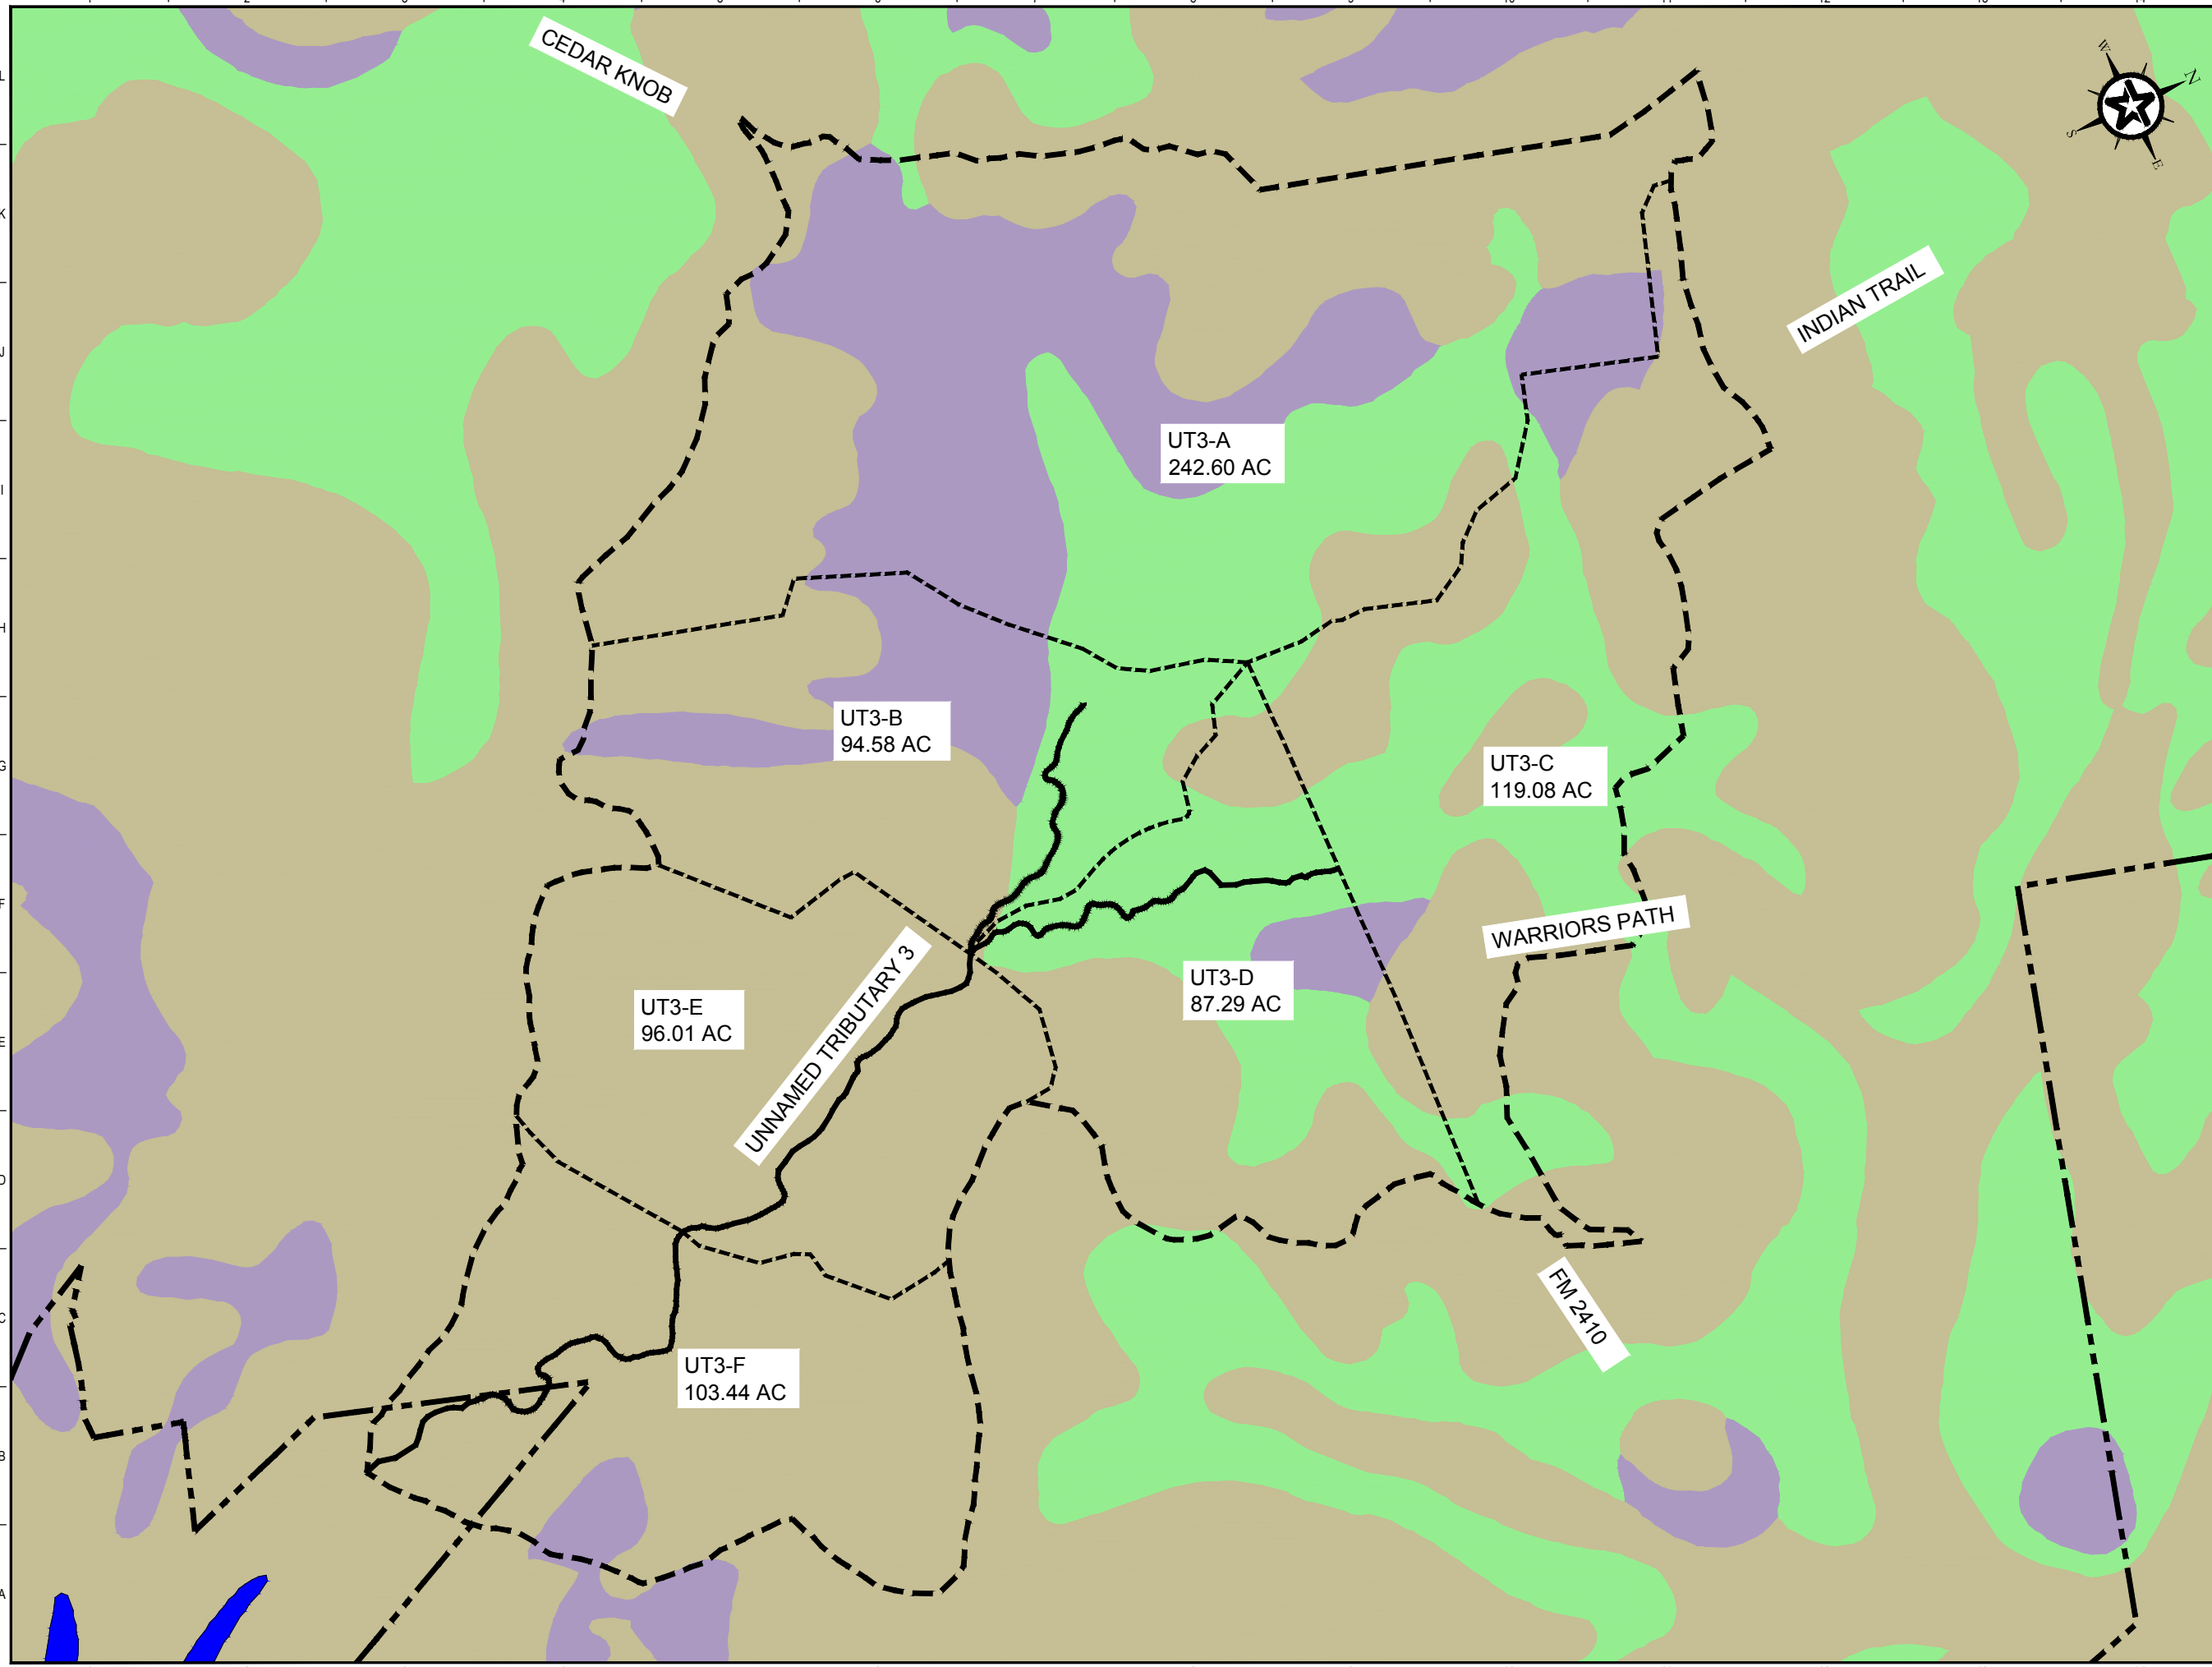 CEDAR KNOB
W
N
S
E
INDIAN TRAIL
UT3-A
242.60 AC
UT3-B
94.58 AC
UT3-C
119.08 AC
WARRIORS PATH
UT3-D
87.29 AC
UT3-E
96.01 AC
UNNAMED TRIBUTARY 3
FM 2410
UT3-F
103.44 AC
L
K
J
I
H
G
F
E
D
C
B
A